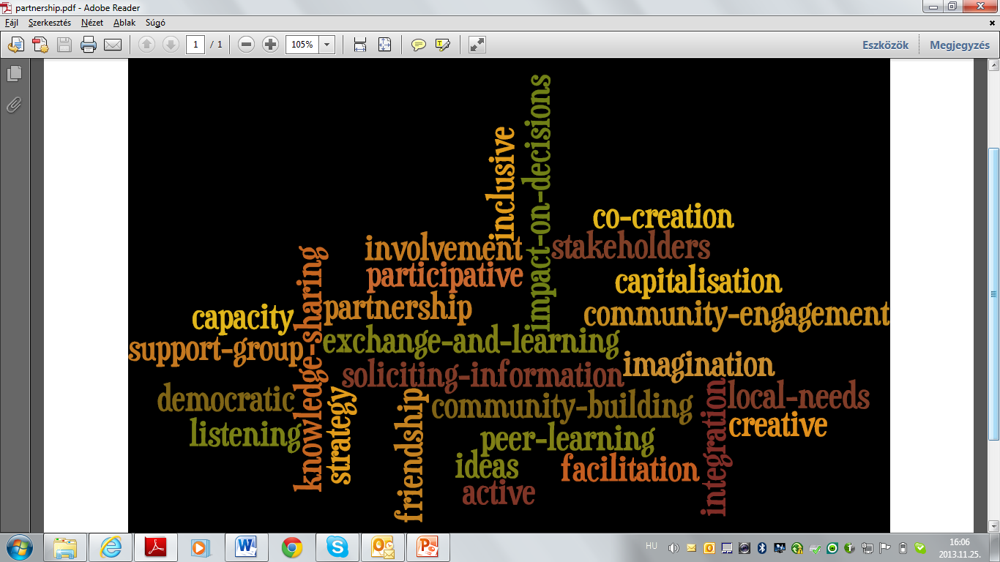 partnership.pdf - Adobe Reader
Fájl Szerkesztés Nézet Ablak Súgó
1 / 1 105% Eszközök Megjegyzés
impact-on-decisions
inclusive
co-creation
involvement
stakeholders
participative
capitalisation
knowledge-sharing
partnership
community-engagement
capacity
exchange-and-learning
support-group
imagination
soliciting-information
democratic
strategy
friendship
community-building
local-needs
integration
creative
listening
peer-learning
ideas
facilitation
active
HU
16:06
2013.11.25.